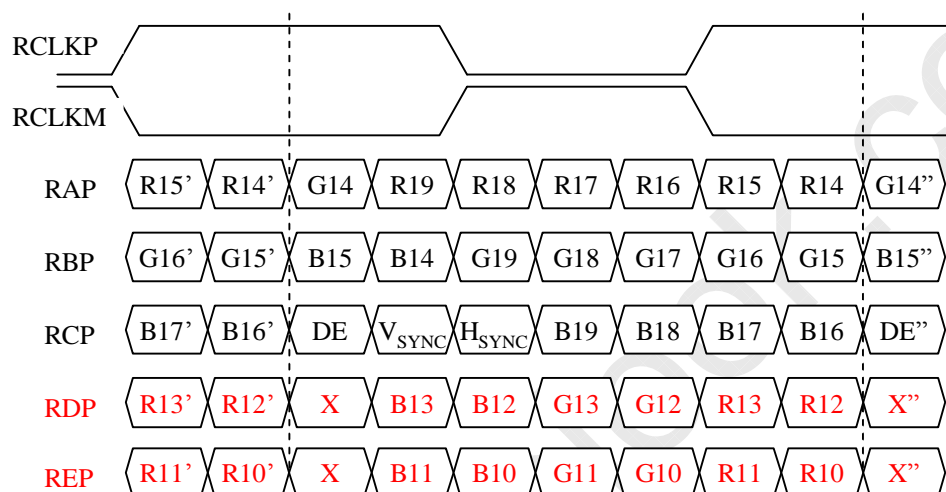 RCLKP
RCLKM
RAP R15’ R14’ G14 R19 R18 R17 R16 R15 R14 G14”
RBP G16’ G15’ B15 B14 G19 G18 G17 G16 G15 B15”
RCP B17’ B16’ DE VSYNC HSYNC B19 B18 B17 B16 DE”
RDP R13’ R12’ X B13 B12 G13 G12 R13 R12 X”
REP R11’ R10’ X B11 B10 G11 G10 R11 R10 X”